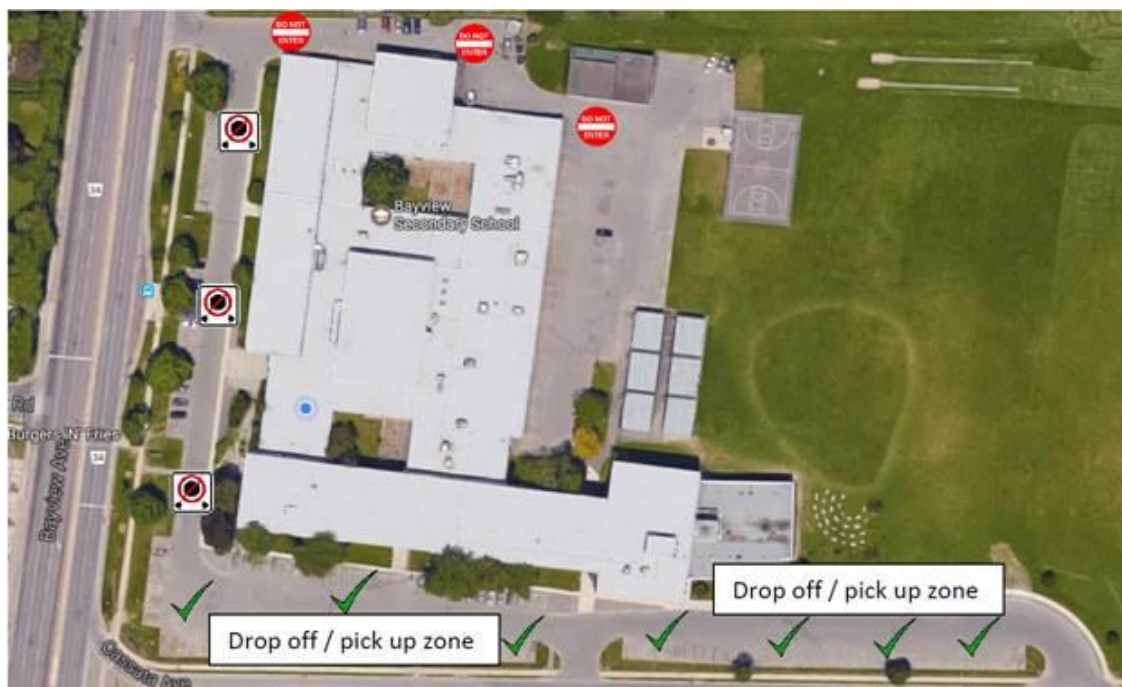 DO NOT
ENTER
DO NOT
ENTER
DO NOT
ENTER
34
Bayview
Secondary School
Rd
Burgers 'N' Fries
34
Bayview Ave
Drop off / pick up zone
Drop off / pick up zone
Cassata Ave